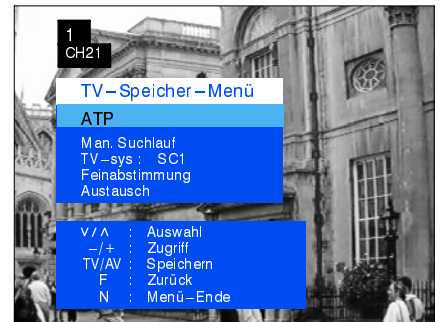 1
CH21
TV–Speicher–Menü
ATP
Man. Suchlauf
TV–sys : SC1
Feinabstimmung
Austausch
∨/∧ : Auswahl
–/+ : Zugriff
TV/AV : Speichern
F : Zurück
N : Menü–Ende